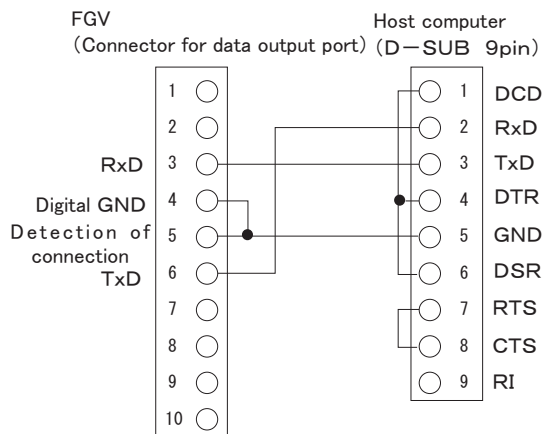 FGV
(Connector for data output port)
Host computer
(D-SUB 9pin)
1
2
RxD 3
Digital GND 4
Detection of 5
connection
TxD 6
7
8
9
10
1 DCD
2 RxD
3 TxD
4 DTR
5 GND
6 DSR
7 RTS
8 CTS
9 RI